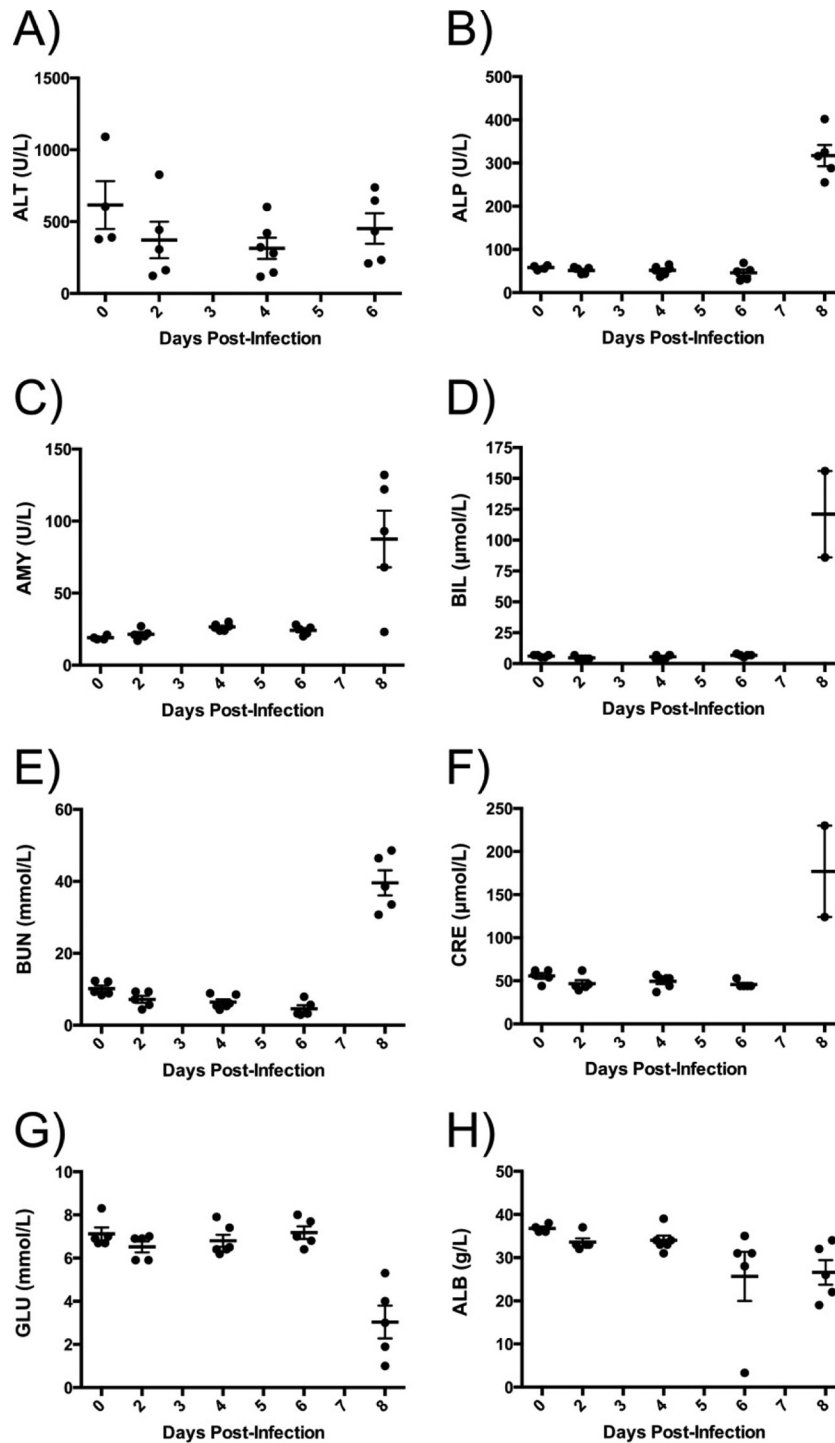 A)
ALT (U/L)
1500
1000
500
0
0 2 3 4 5 6
Days Post-Infection
B)
ALP (U/L)
500
400
300
200
100
0
0 2 3 4 5 6 7 8
Days Post-Infection
C)
AMY (U/L)
150
100
50
0
0 2 3 4 5 6 7 8
Days Post-Infection
D)
BIL (µmol/L)
175
150
125
100
75
50
25
0
0 2 3 4 5 6 7 8
Days Post-Infection
E)
BUN (mmol/L)
60
40
20
0
0 2 3 4 5 6 7 8
Days Post-Infection
F)
CRE (µmol/L)
250
200
150
100
50
0
0 2 3 4 5 6 7 8
Days Post-Infection
G)
GLU (mmol/L)
10
8
6
4
2
0
0 2 3 4 5 6 7 8
Days Post-Infection
H)
ALB (g/L)
50
40
30
20
10
0
0 2 3 4 5 6 7 8
Days Post-Infection